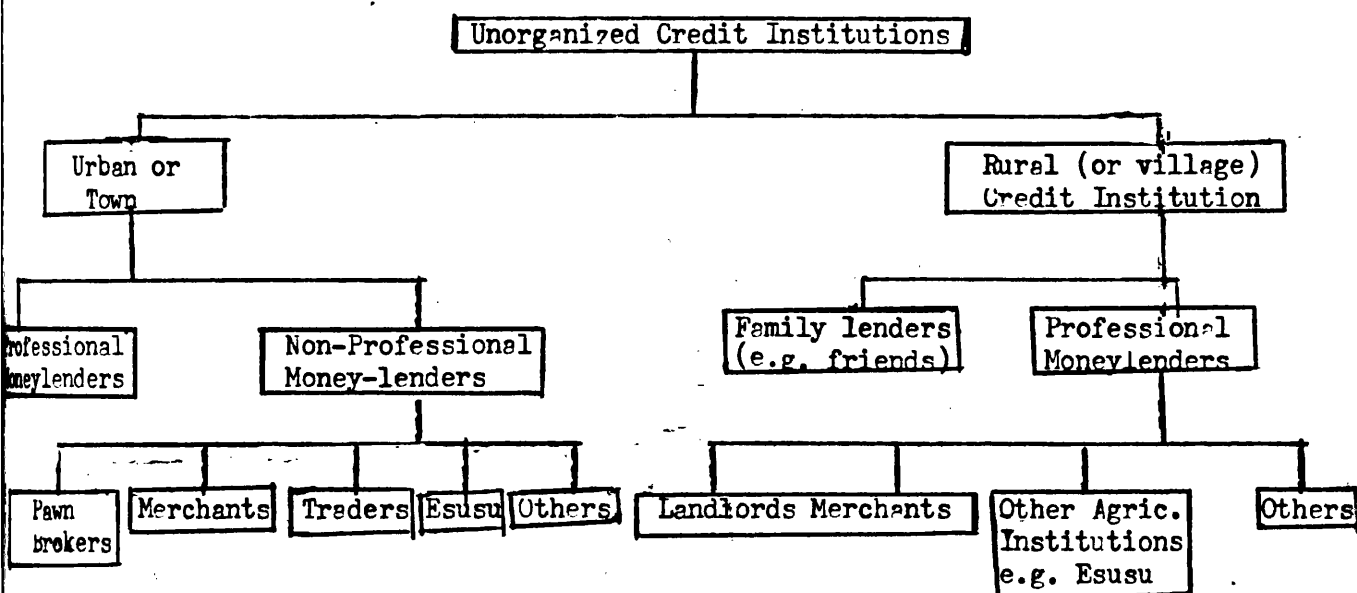 Unorganized Credit Institutions
Urban or
Town
Rural (or village)
Credit Institution
Professional
Moneylenders
Non-Professional
Money-lenders
Family lenders
(e.g. friends)
Professional
Moneylenders
Pawn
brokers
Merchants
Traders
Esusu
Others
Landlords Merchants
Other Agric.
Institutions
e.g. Esusu
Others